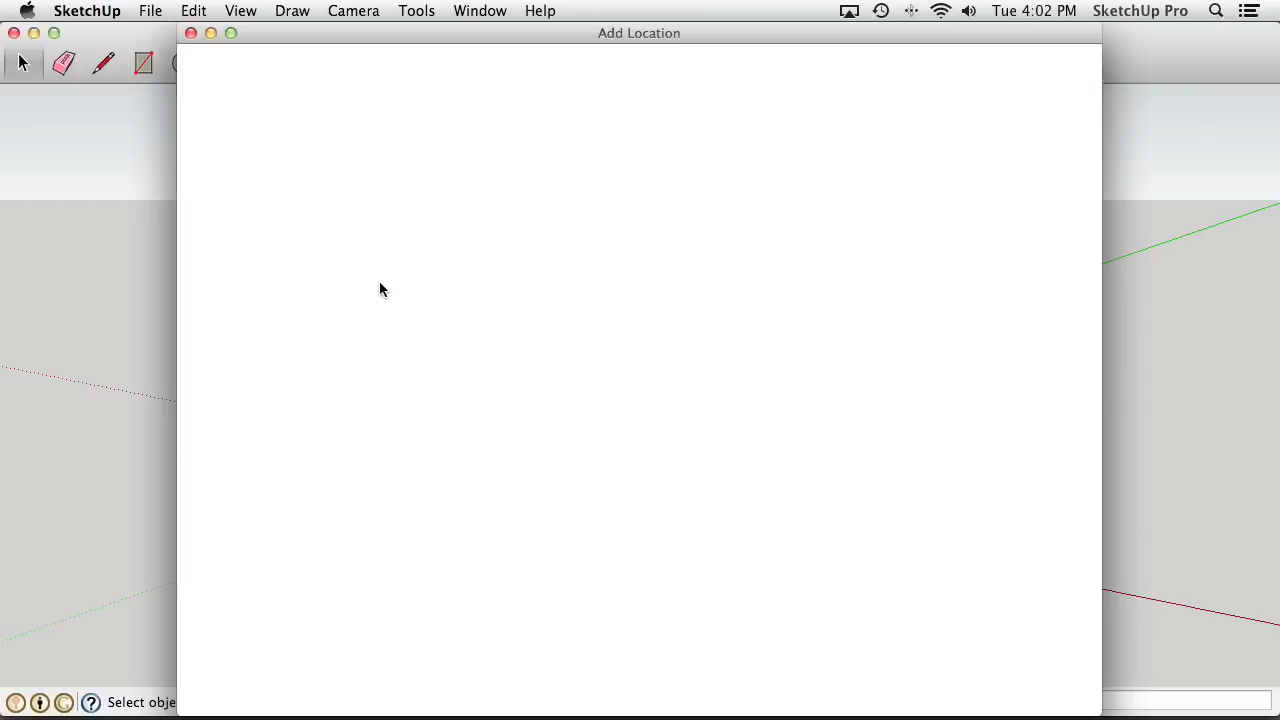 SketchUp File Edit View Draw Camera Tools Window Help Tue 4:02 PM SketchUp Pro
Add Location
Select obje